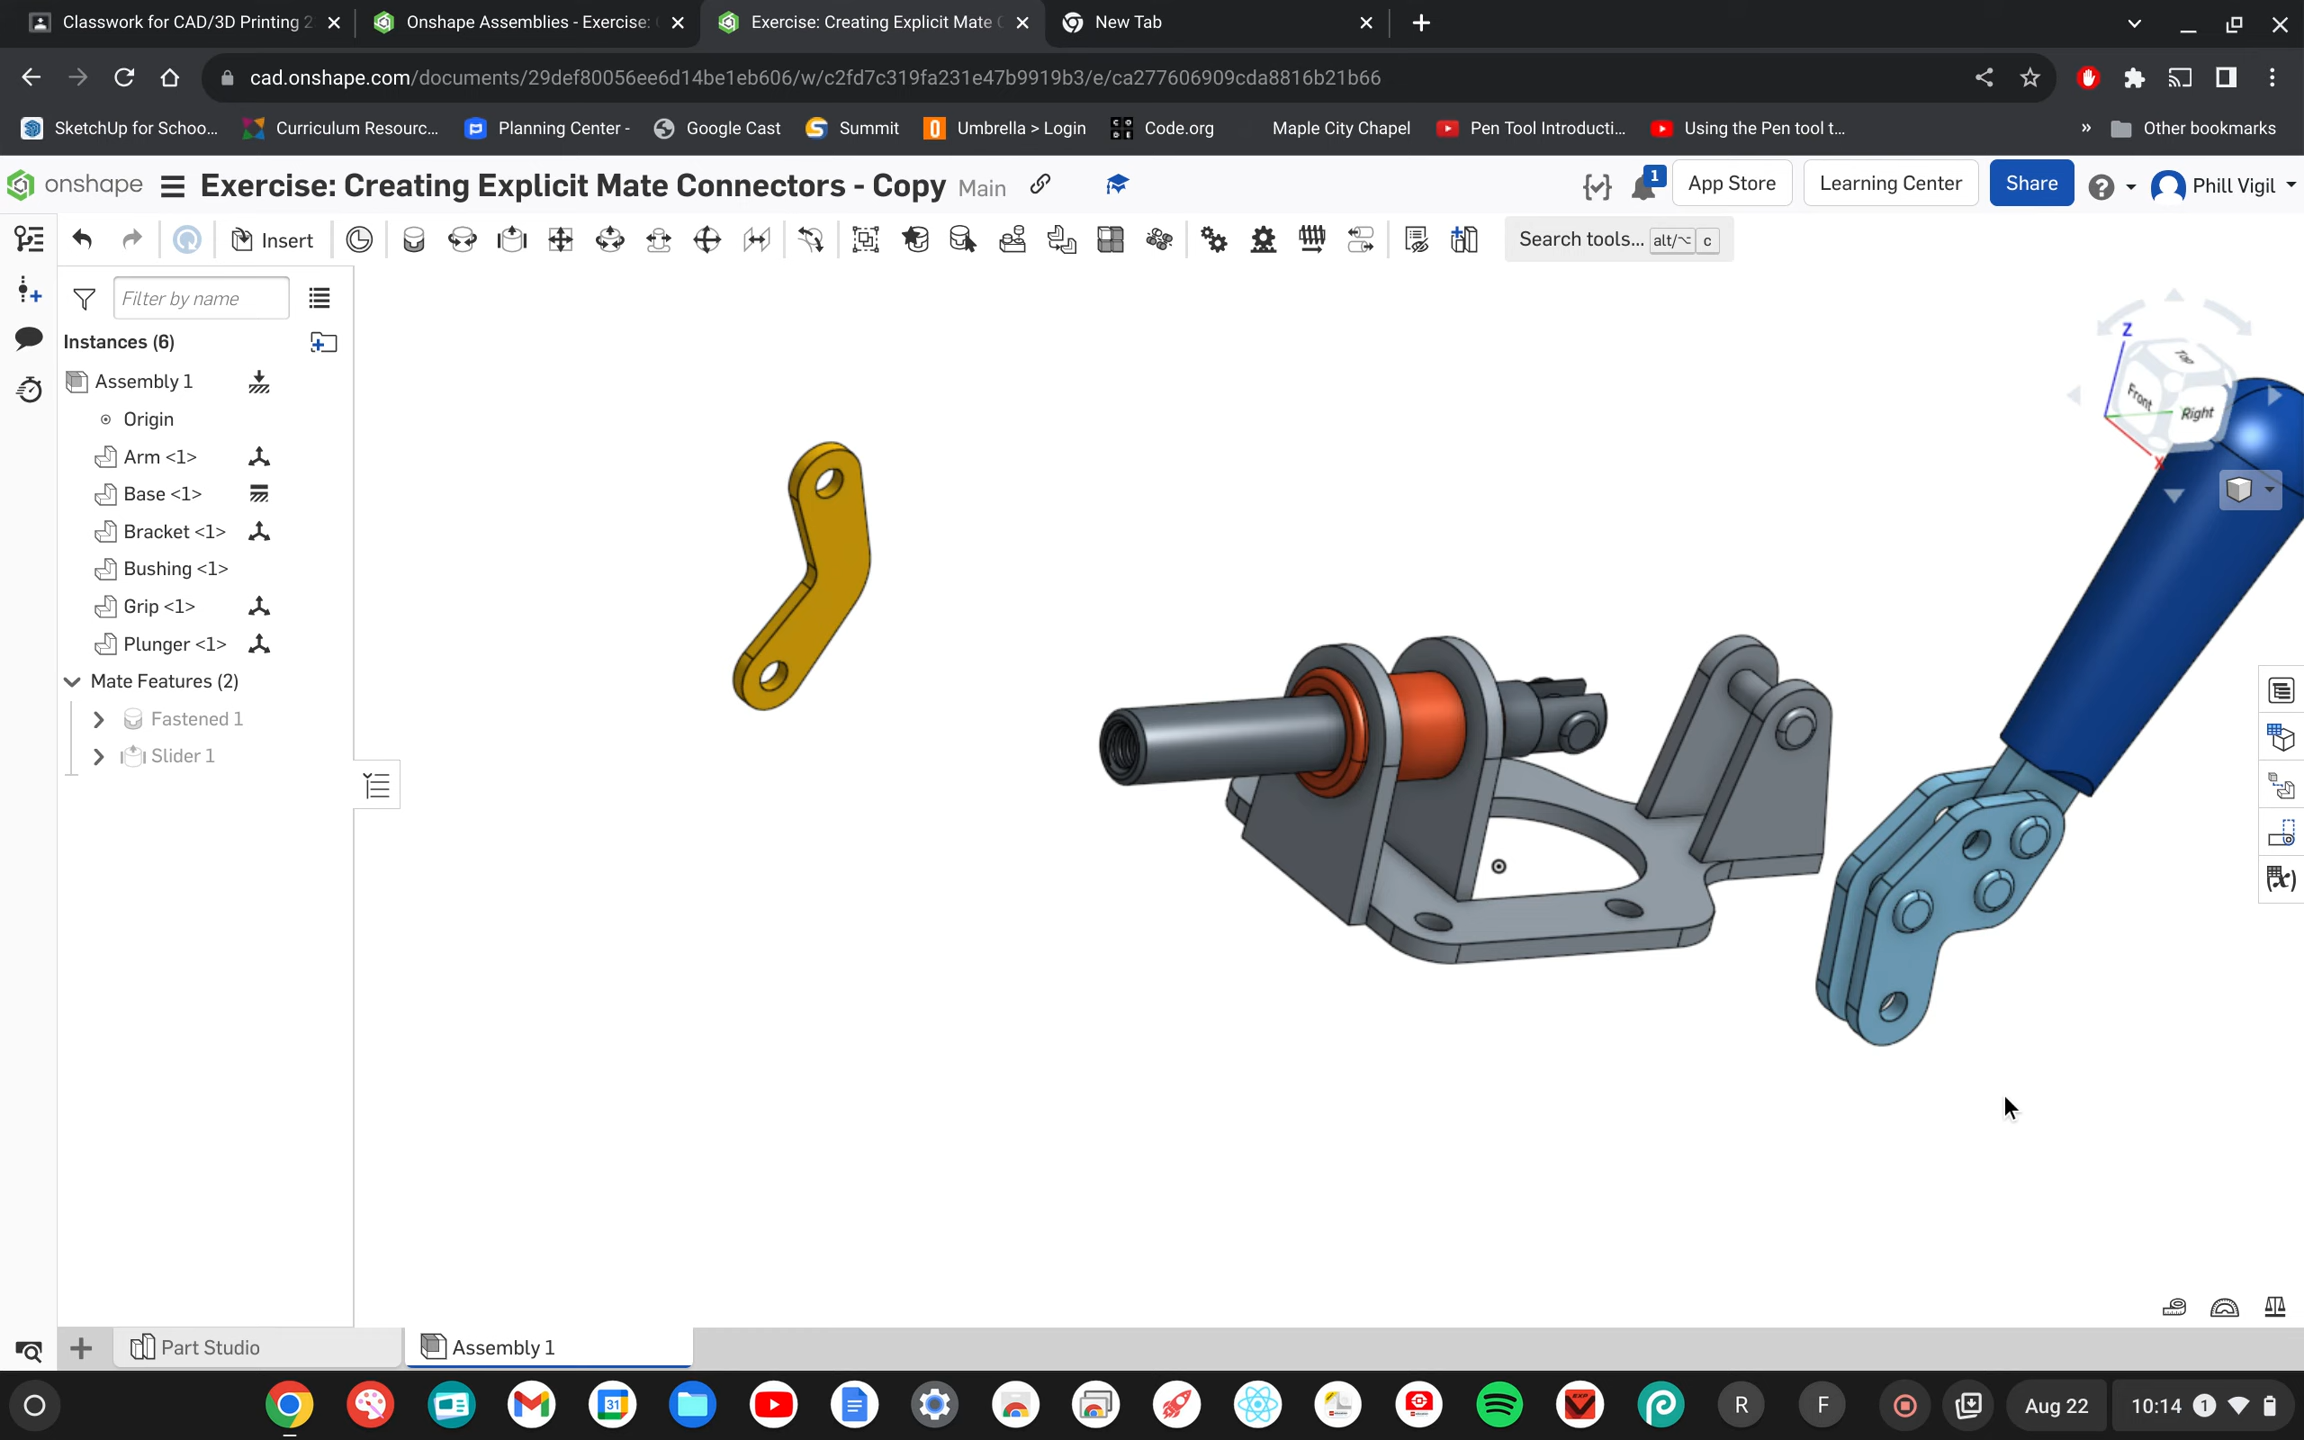 Classwork for CAD/3D Printing 2
Onshape Assemblies - Exercise:
Exercise: Creating Explicit Mate C
New Tab
cad.onshape.com/documents/29def80056ee6d14be1eb606/w/c2fd7c319fa231e47b9919b3/e/ca277606909cda8816b21b66
SketchUp for Schoo...
Curriculum Resourc...
Planning Center -
Google Cast
Summit
Umbrella > Login
Code.org
Maple City Chapel
Pen Tool Introducti...
Using the Pen tool t...
»
Other bookmarks
onshape
Exercise: Creating Explicit Mate Connectors - Copy
Main
1
App Store
Learning Center
Share
Phill Vigil
Insert
Search tools... alt/⌥ c
Filter by name
Instances (6)
Assembly 1
Origin
Arm <1>
Base <1>
Bracket <1>
Bushing <1>
Grip <1>
Plunger <1>
Mate Features (2)
Fastened 1
Slider 1
Z
Top
Front
Right
X
(x)
Part Studio
Assembly 1
31
R
F
Aug 22
10:14
1